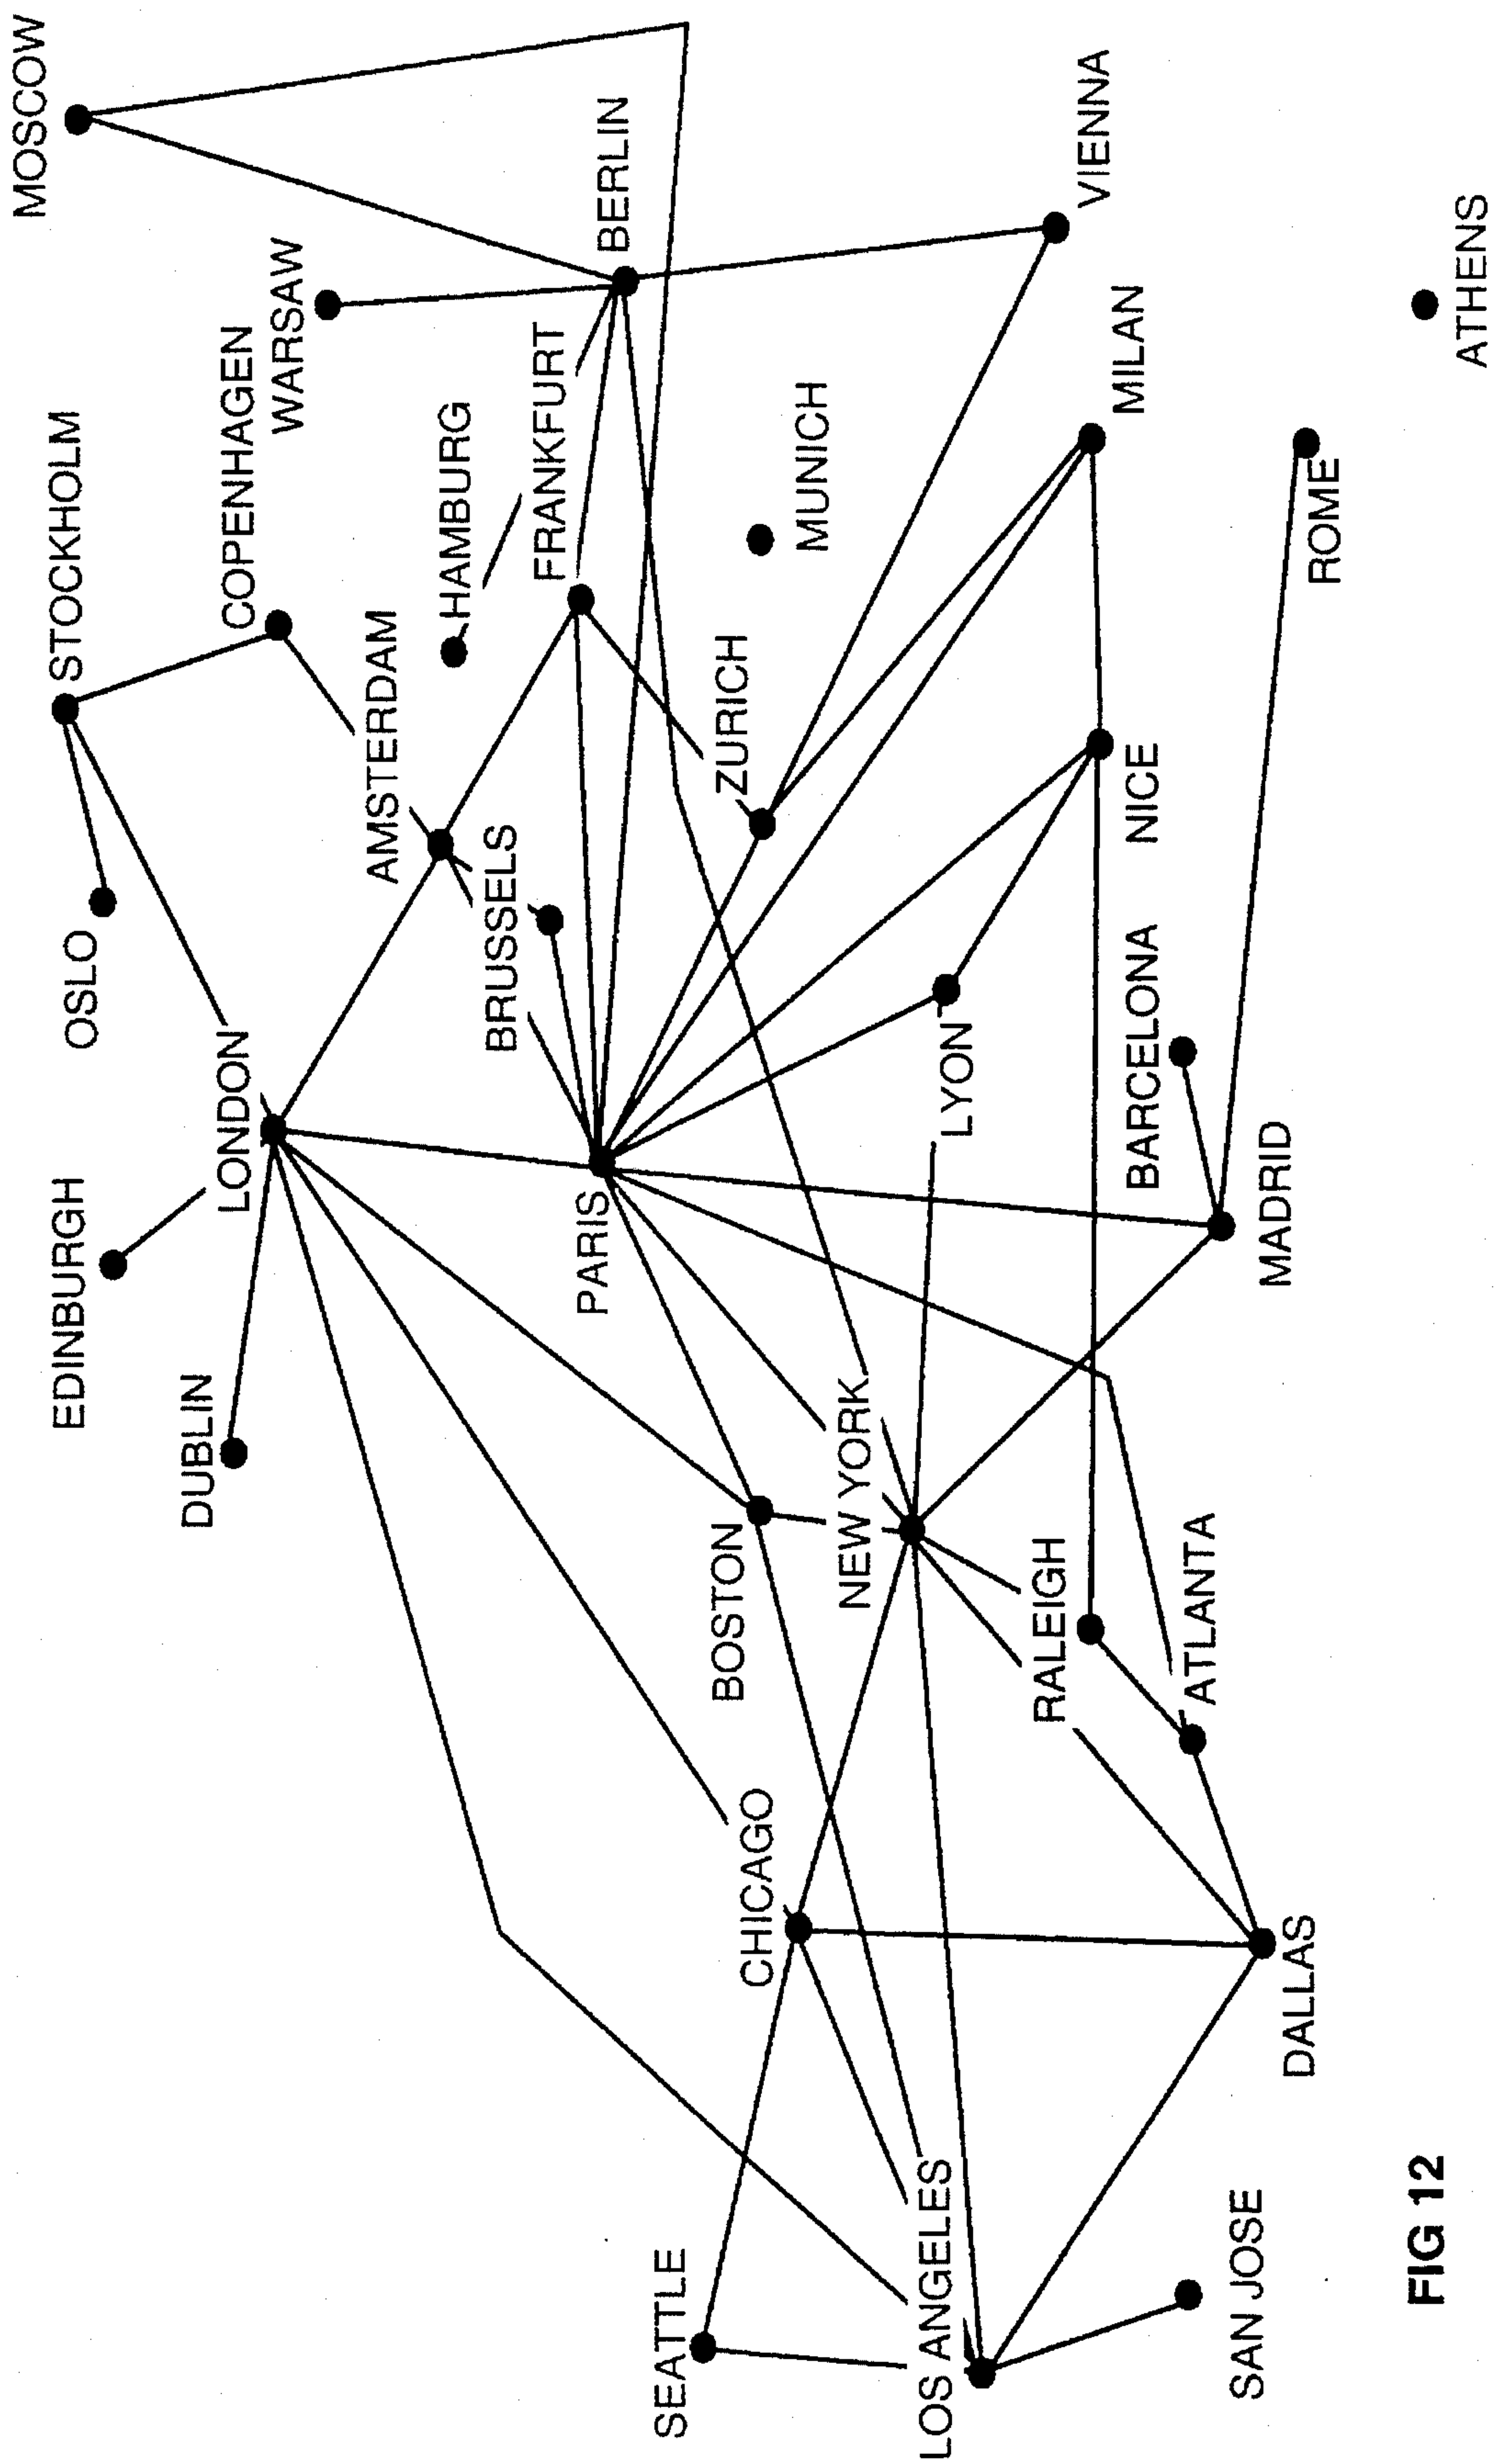 MOSCOW
STOCKHOLM
OSLO
EDINBURGH
COPENHAGEN
WARSAW
LONDON
DUBLIN
HAMBURG
AMSTERDAM
BERLIN
FRANKFURT
BRUSSELS
PARIS
MUNICH
ZURICH
VIENNA
MILAN
NICE
LYON
BARCELONA
MADRID
ROME
ATHENS
BOSTON
NEW YORK
RALEIGH
ATLANTA
CHICAGO
DALLAS
SEATTLE
LOS ANGELES
SAN JOSE
FIG 12